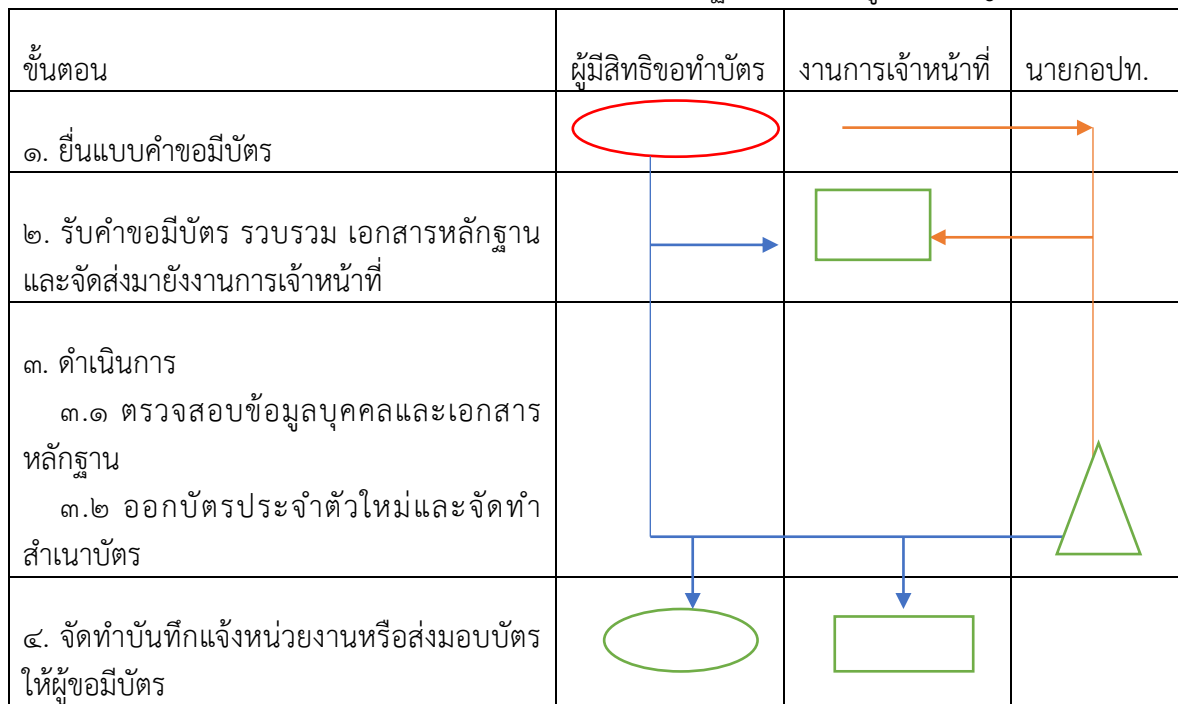 ขั้นตอน
ผู้มีสิทธิขอทำบัตร
งานการเจ้าหน้าที่
นายกอปท.
๑. ยื่นแบบคำขอมีบัตร
๒. รับคำขอมีบัตร รวบรวม เอกสารหลักฐาน
และจัดส่งมายังงานการเจ้าหน้าที่
๓. ดำเนินการ
๓.๑ ตรวจสอบข้อมูลบุคคลและเอกสาร
หลักฐาน
๓.๒ ออกบัตรประจำตัวใหม่และจัดทำ
สำเนาบัตร
๔. จัดทำบันทึกแจ้งหน่วยงานหรือส่งมอบบัตร
ให้ผู้ขอมีบัตร